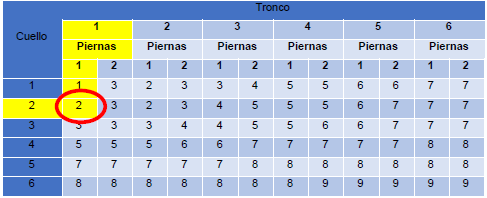 Tronco
Cuello 1 2 3 4 5 6
Piernas Piernas Piernas Piernas Piernas Piernas
1 2 1 2 1 2 1 2 1 2 1 2
1 1 3 2 3 3 4 5 5 6 6 7 7
2 2 3 2 3 4 5 5 5 6 7 7 7
3 3 3 3 4 4 5 5 6 6 7 7 7
4 5 5 5 6 6 7 7 7 7 7 8 8
5 7 7 7 7 7 8 8 8 8 8 8 8
6 8 8 8 8 8 8 8 9 9 9 9 9